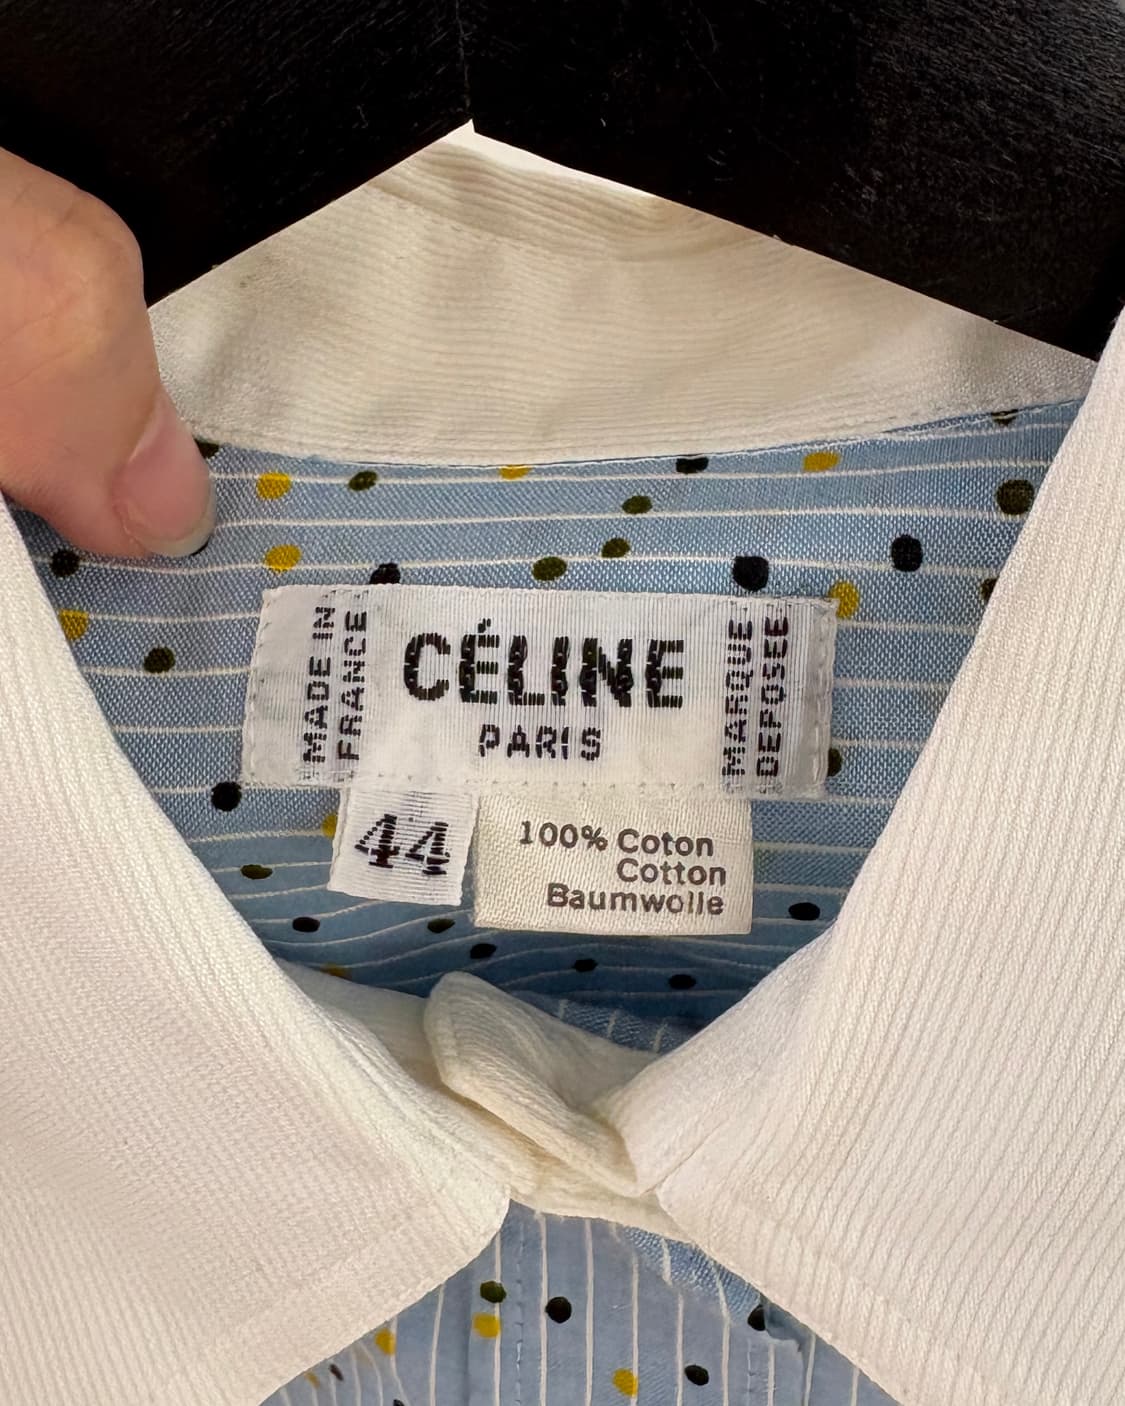 MADE IN
FRANCE
CÉLINE
PARIS
MARQUE
DEPOSEE
44
100% Coton
Cotton
Baumwolle